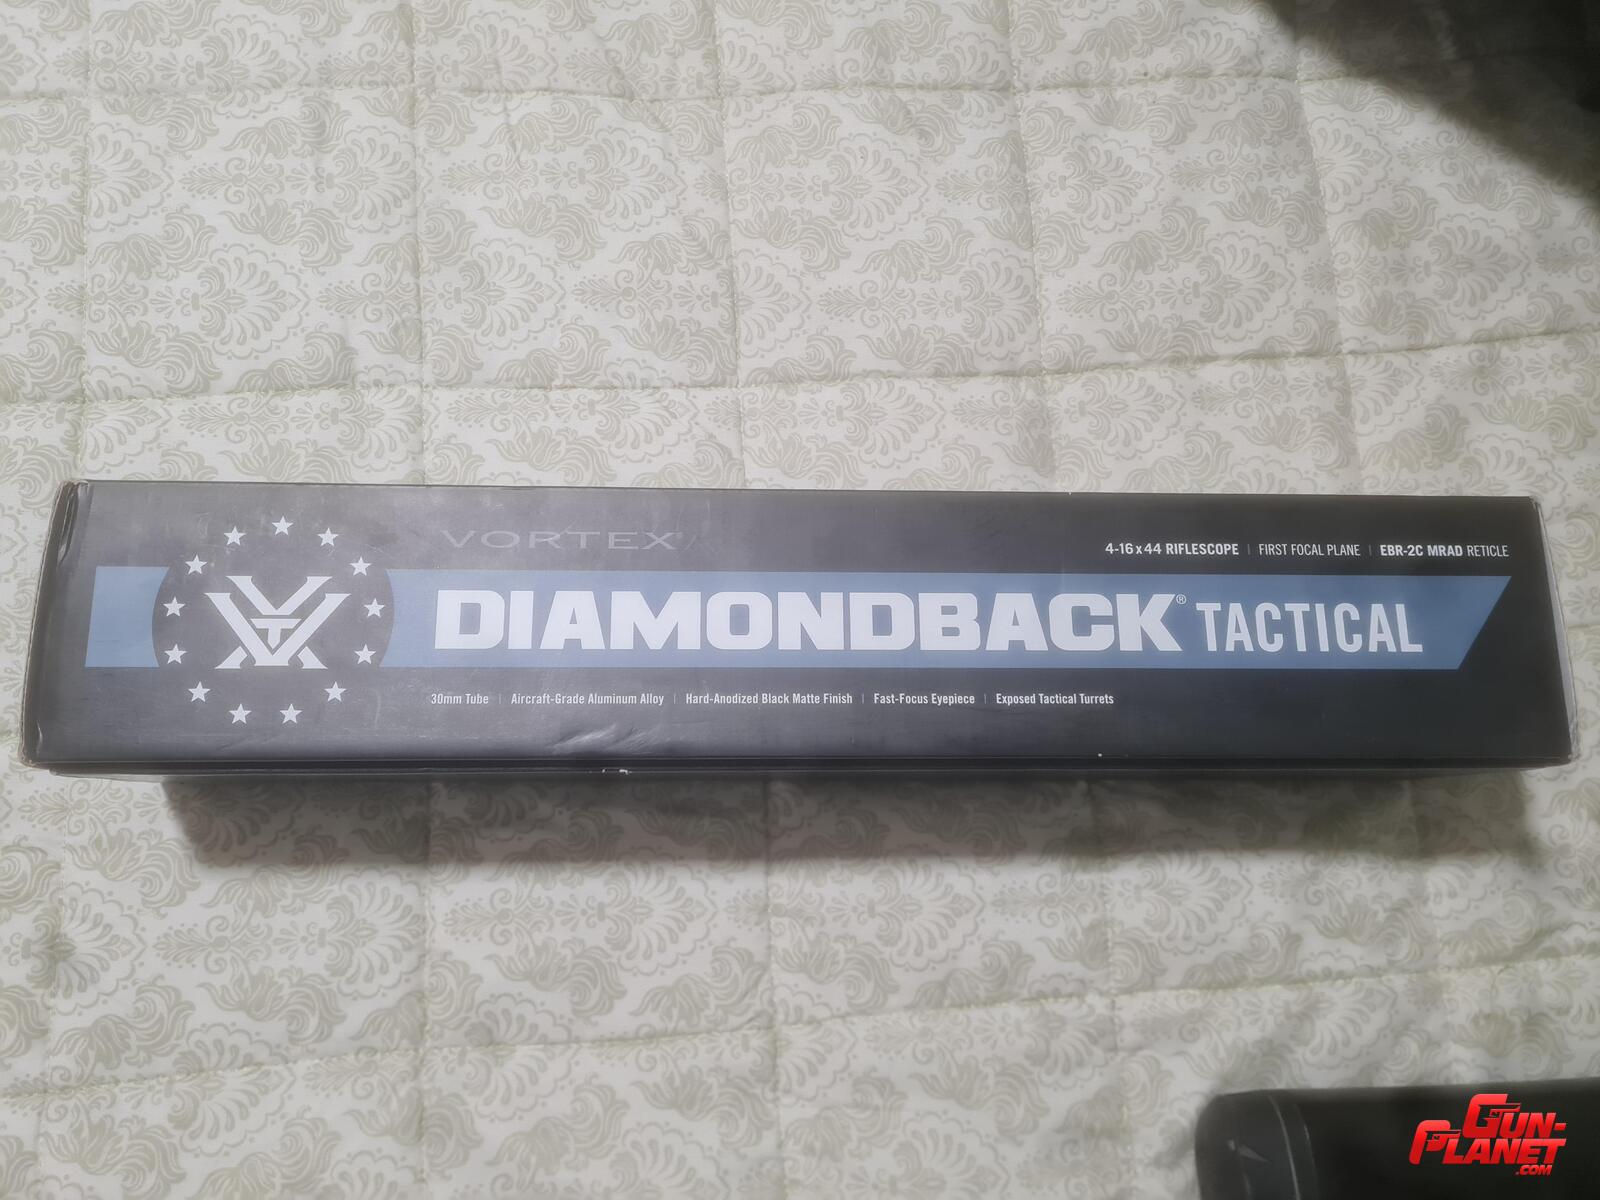 VORTEX®
4-16x44 RIFLESCOPE | FIRST FOCAL PLANE | EBR-2C MRAD RETICLE
DIAMONDBACK® TACTICAL
30mm Tube | Aircraft-Grade Aluminum Alloy | Hard-Anodized Black Matte Finish | Fast-Focus Eyepiece | Exposed Tactical Turrets
GUN-
PLANET
.COM